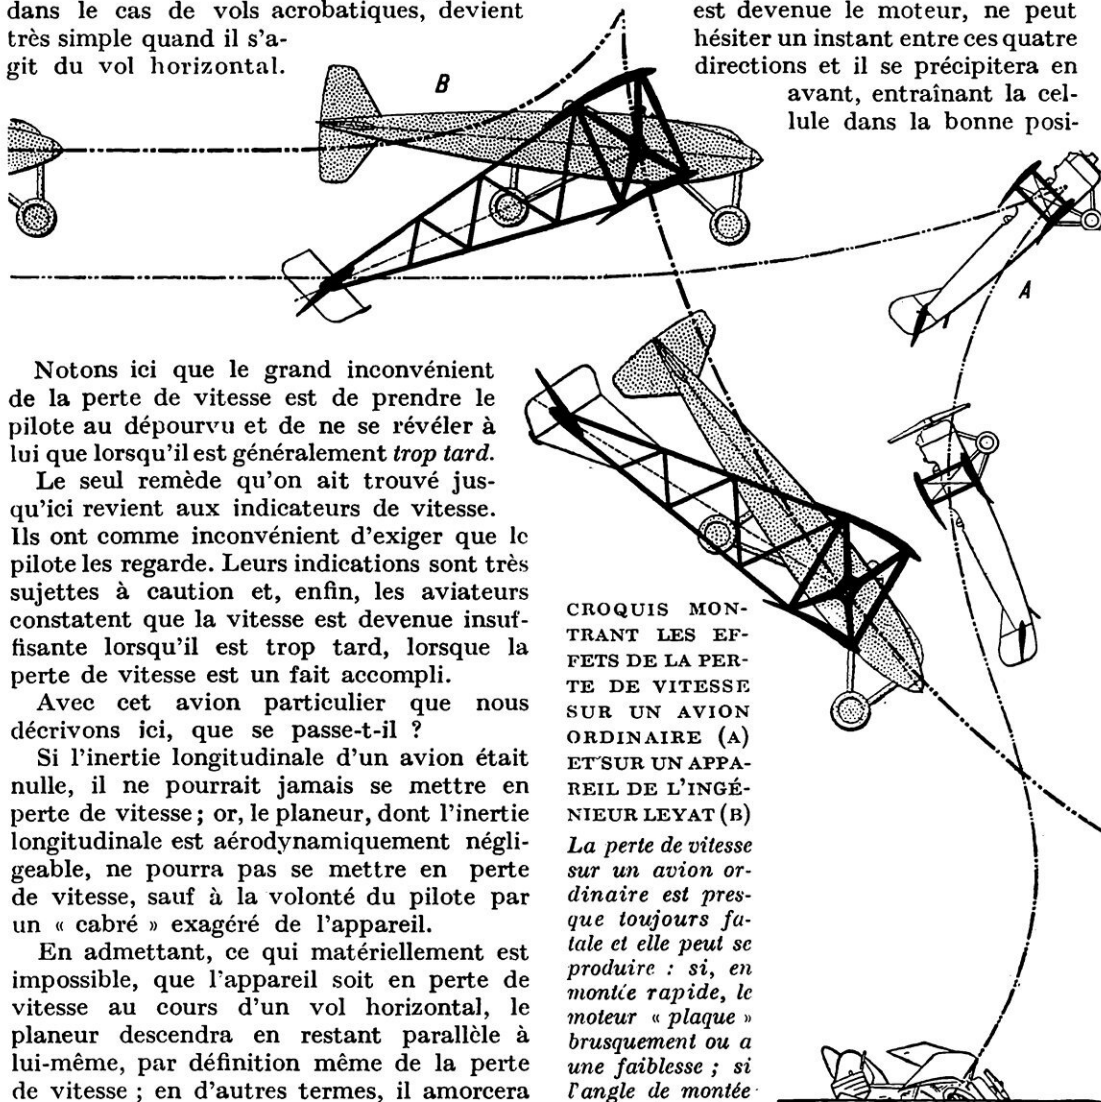 dans le cas de vols acrobatiques, devient
très simple quand il s'a-
git du vol horizontal.
Notons ici que le grand inconvénient
de la perte de vitesse est de prendre le
pilote au dépourvu et de ne se révéler à
lui que lorsqu'il est généralement trop tard.
Le seul remède qu'on ait trouvé jus-
qu'ici revient aux indicateurs de vitesse.
Ils ont comme inconvénient d'exiger que le
pilote les regarde. Leurs indications sont très
sujettes à caution et, enfin, les aviateurs
constatent que la vitesse est devenue insuf-
fisante lorsqu'il est trop tard, lorsque la
perte de vitesse est un fait accompli.
Avec cet avion particulier que nous
décrivons ici, que se passe-t-il ?
Si l'inertie longitudinale d'un avion était
nulle, il ne pourrait jamais se mettre en
perte de vitesse ; or, le planeur, dont l'inertie
longitudinale est aérodynamiquement négli-
geable, ne pourra pas se mettre en perte
de vitesse, sauf à la volonté du pilote par
un « cabré » exagéré de l'appareil.
En admettant, ce qui matériellement est
impossible, que l'appareil soit en perte de
vitesse au cours d'un vol horizontal, le
planeur descendra en restant parallèle à
lui-même, par définition même de la perte
de vitesse ; en d'autres termes, il amorcera
est devenue le moteur, ne peut
hésiter un instant entre ces quatre
directions et il se précipitera en
avant, entraînant la cel-
lule dans la bonne posi-
B
A
CROQUIS MON-
TRANT LES EF-
FETS DE LA PER-
TE DE VITESSE
SUR UN AVION
ORDINAIRE (A)
ET SUR UN APPA-
REIL DE L'INGÉ-
NIEUR LEYAT (B)
La perte de vitesse
sur un avion or-
dinaire est pres-
que toujours fa-
tale et elle peut se
produire : si, en
montée rapide, le
moteur « plaque »
brusquement ou a
une faiblesse ; si
l'angle de montée